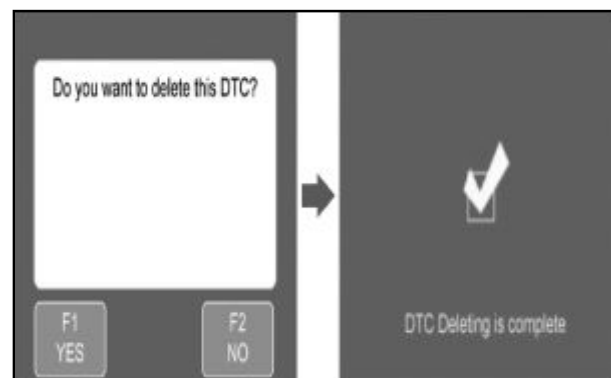 Do you want to delete this DTC?
F1
YES
F2
NO
DTC Deleting is complete